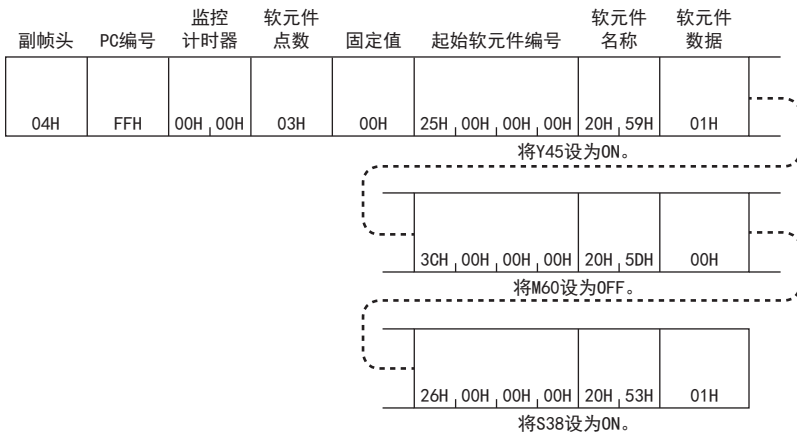 副帧头 PC编号 监控计时器 软元件点数 固定值 起始软元件编号 软元件名称 软元件数据
04H FFH 00H 00H 03H 00H 25H 00H 00H 00H 20H 59H 01H
将Y45设为ON。
3CH 00H 00H 00H 20H 5DH 00H
将M60设为OFF。
26H 00H 00H 00H 20H 53H 01H
将S38设为ON。